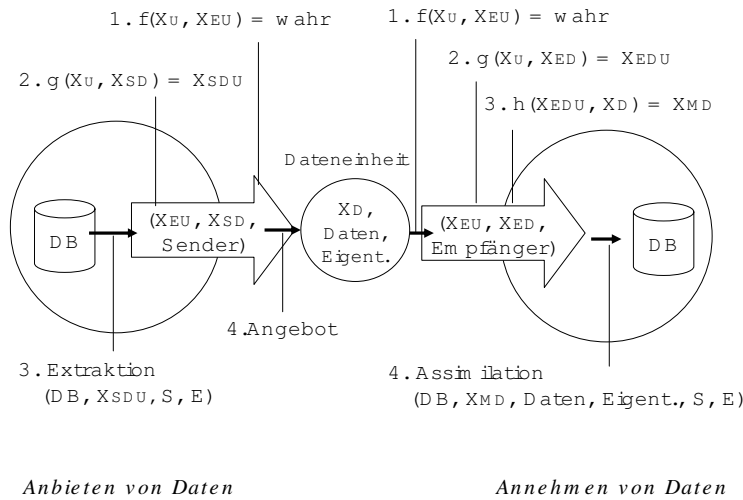 1. f(XU, XEU) = wahr
1. f(XU, XEU) = wahr
2. g(XU, XSD) = XSDU
2. g(XU, XED) = XEDU
3. h(XEDU, XD) = XMD
Dateneinheit
DB
(XEU, XSD,
Sender)
XD,
Daten,
Eigent.
(XEU, XED,
Empfänger)
DB
4. Angebot
3. Extraktion
(DB, XSDU, S, E)
4. Assimilation
(DB, XMD, Daten, Eigent., S, E)
Anbieten von Daten
Annehmen von Daten